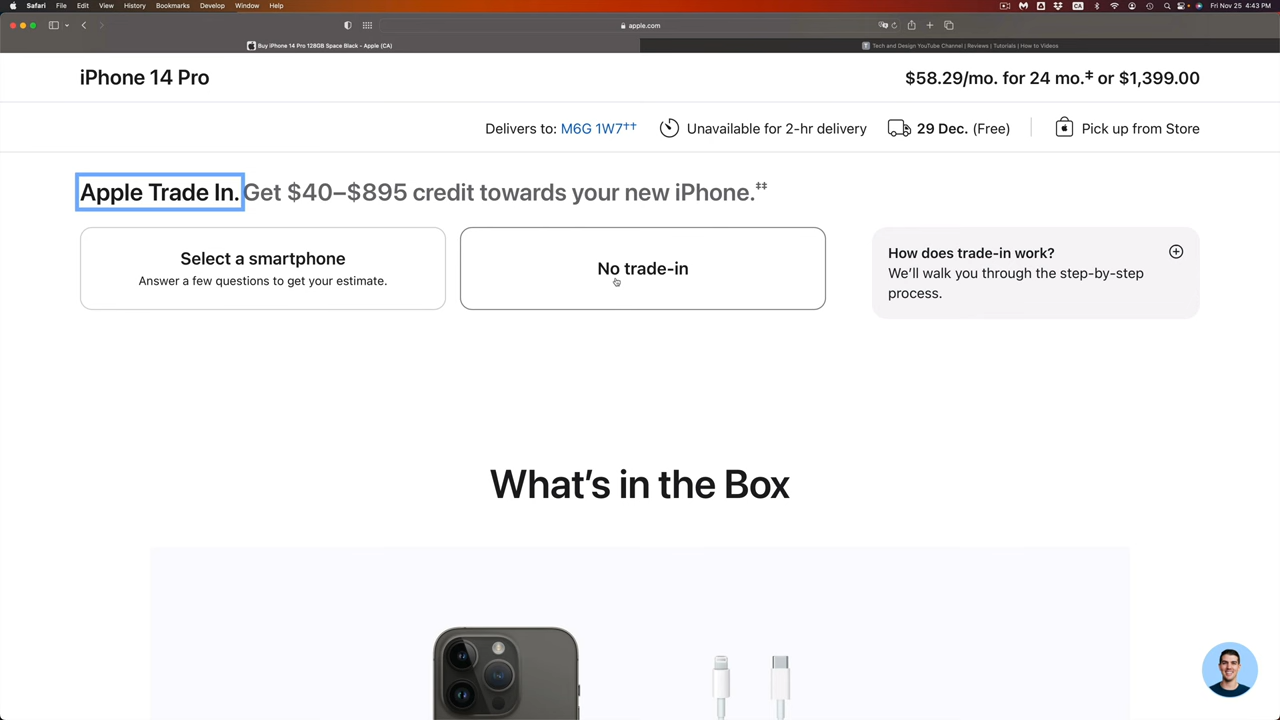 Safari File Edit View History Bookmarks Develop Window Help
Fri Nov 25 4:43 PM
apple.com
Buy iPhone 14 Pro 128GB Space Black - Apple (CA)
Tech and Design YouTube Channel | Reviews | Tutorials | How to Videos
iPhone 14 Pro
$58.29/mo. for 24 mo.‡ or $1,399.00
Delivers to: M6G 1W7††
Unavailable for 2-hr delivery
29 Dec. (Free)
Pick up from Store
Apple Trade In. Get $40–$895 credit towards your new iPhone.‡‡
Select a smartphone
Answer a few questions to get your estimate.
No trade-in
How does trade-in work?
We’ll walk you through the step-by-step
process.
What’s in the Box